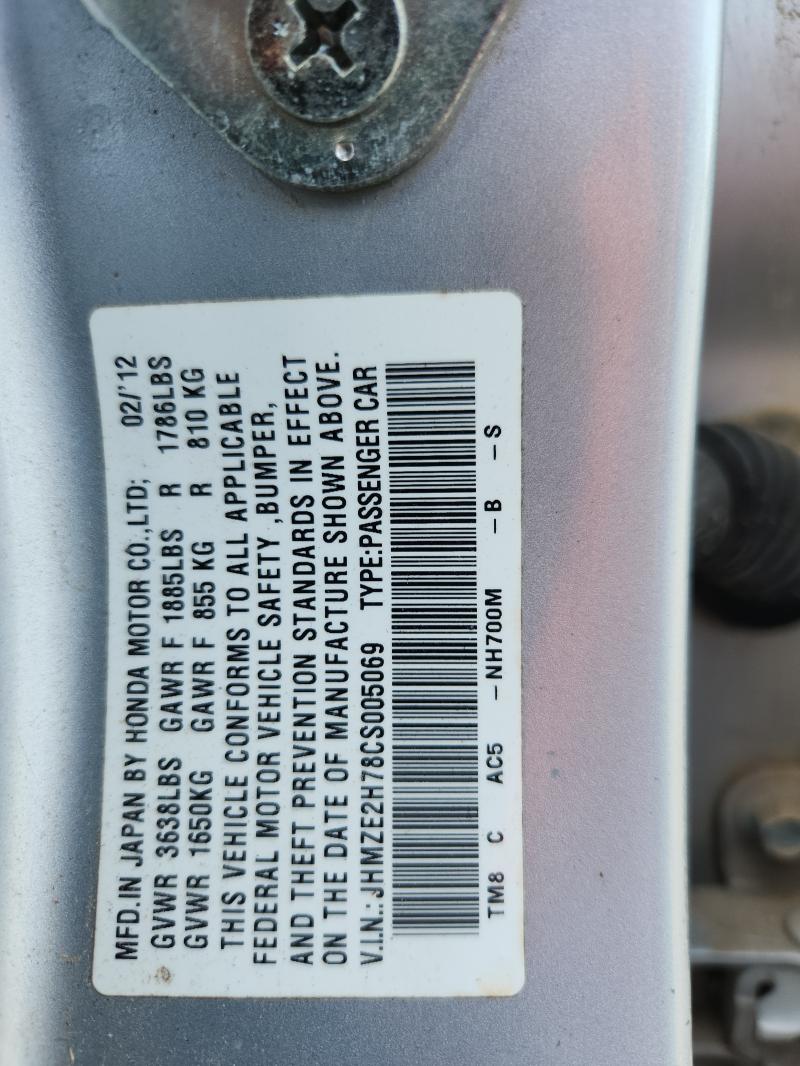 MFD.IN JAPAN BY HONDA MOTOR CO.,LTD; 02/'12
GVWR 3638LBS GAWR F 1885LBS R 1786LBS
GVWR 1650KG GAWR F 855 KG R 810 KG
THIS VEHICLE CONFORMS TO ALL APPLICABLE
FEDERAL MOTOR VEHICLE SAFETY ,BUMPER,
AND THEFT PREVENTION STANDARDS IN EFFECT
ON THE DATE OF MANUFACTURE SHOWN ABOVE.
V.I.N.: JHMZE2H78CS005069 TYPE:PASSENGER CAR
TM8 C AC5 -NH700M -B -S